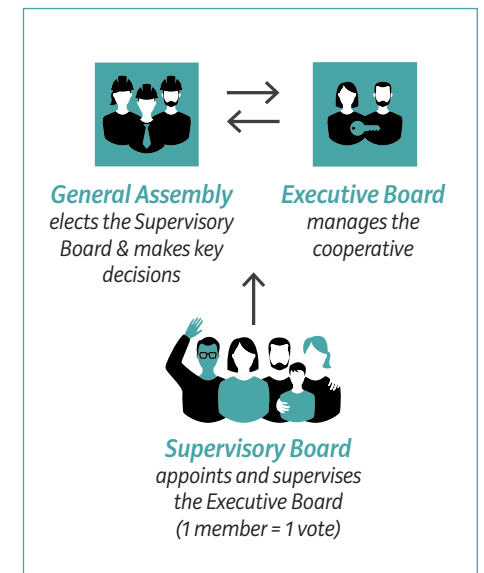 General Assembly
elects the Supervisory
Board & makes key
decisions
Executive Board
manages the
cooperative
Supervisory Board
appoints and supervises
the Executive Board
(1 member = 1 vote)